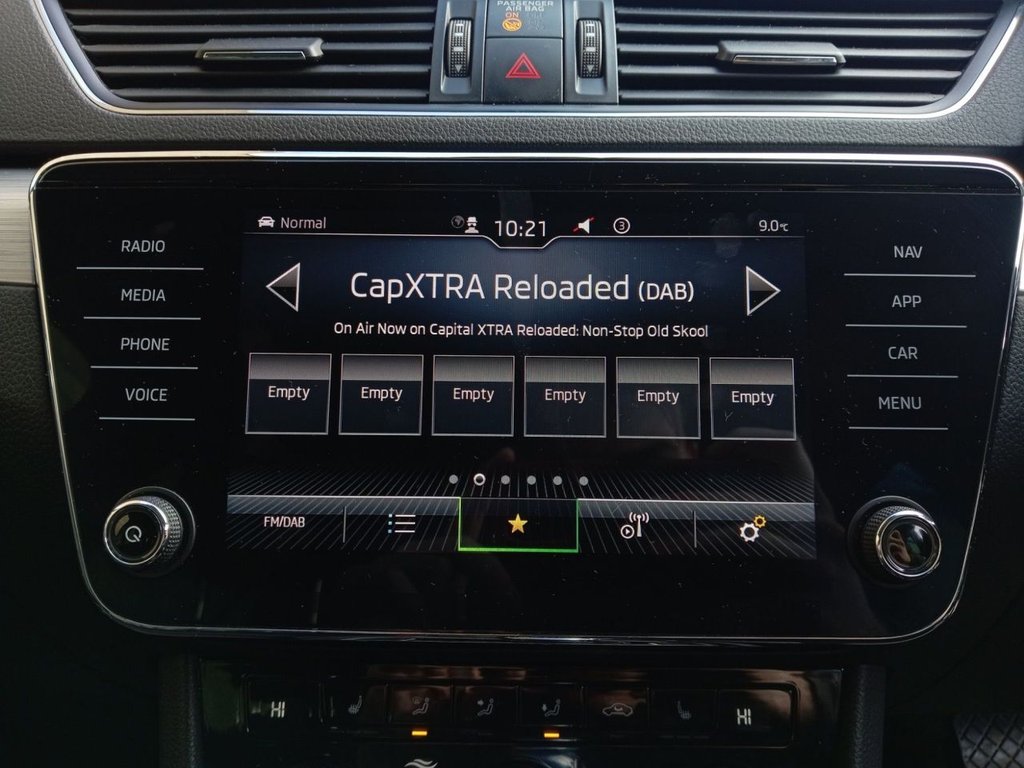 PASSENGER
AIR BAG
ON
Normal
10:21
3
9.0°C
RADIO
MEDIA
PHONE
VOICE
CapXTRA Reloaded (DAB)
On Air Now on Capital XTRA Reloaded: Non-Stop Old Skool
Empty Empty Empty Empty Empty Empty
NAV
APP
CAR
MENU
FM/DAB
HI
HI